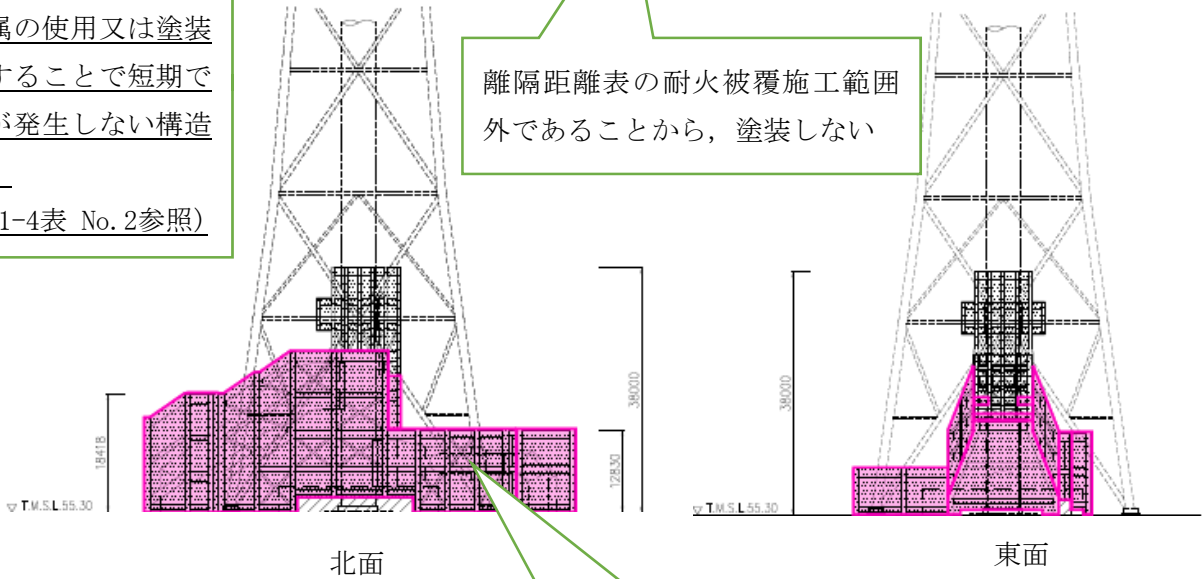 属の使用又は塗装
することで短期で
が発生しない構造
1-4表 No.2参照)
離隔距離表の耐火被覆施工範囲
外であることから，塗装しない
38000
18418
12830
▽ T.M.S.L.55.30
北面
38000
▽ T.M.S.L.55.30
東面